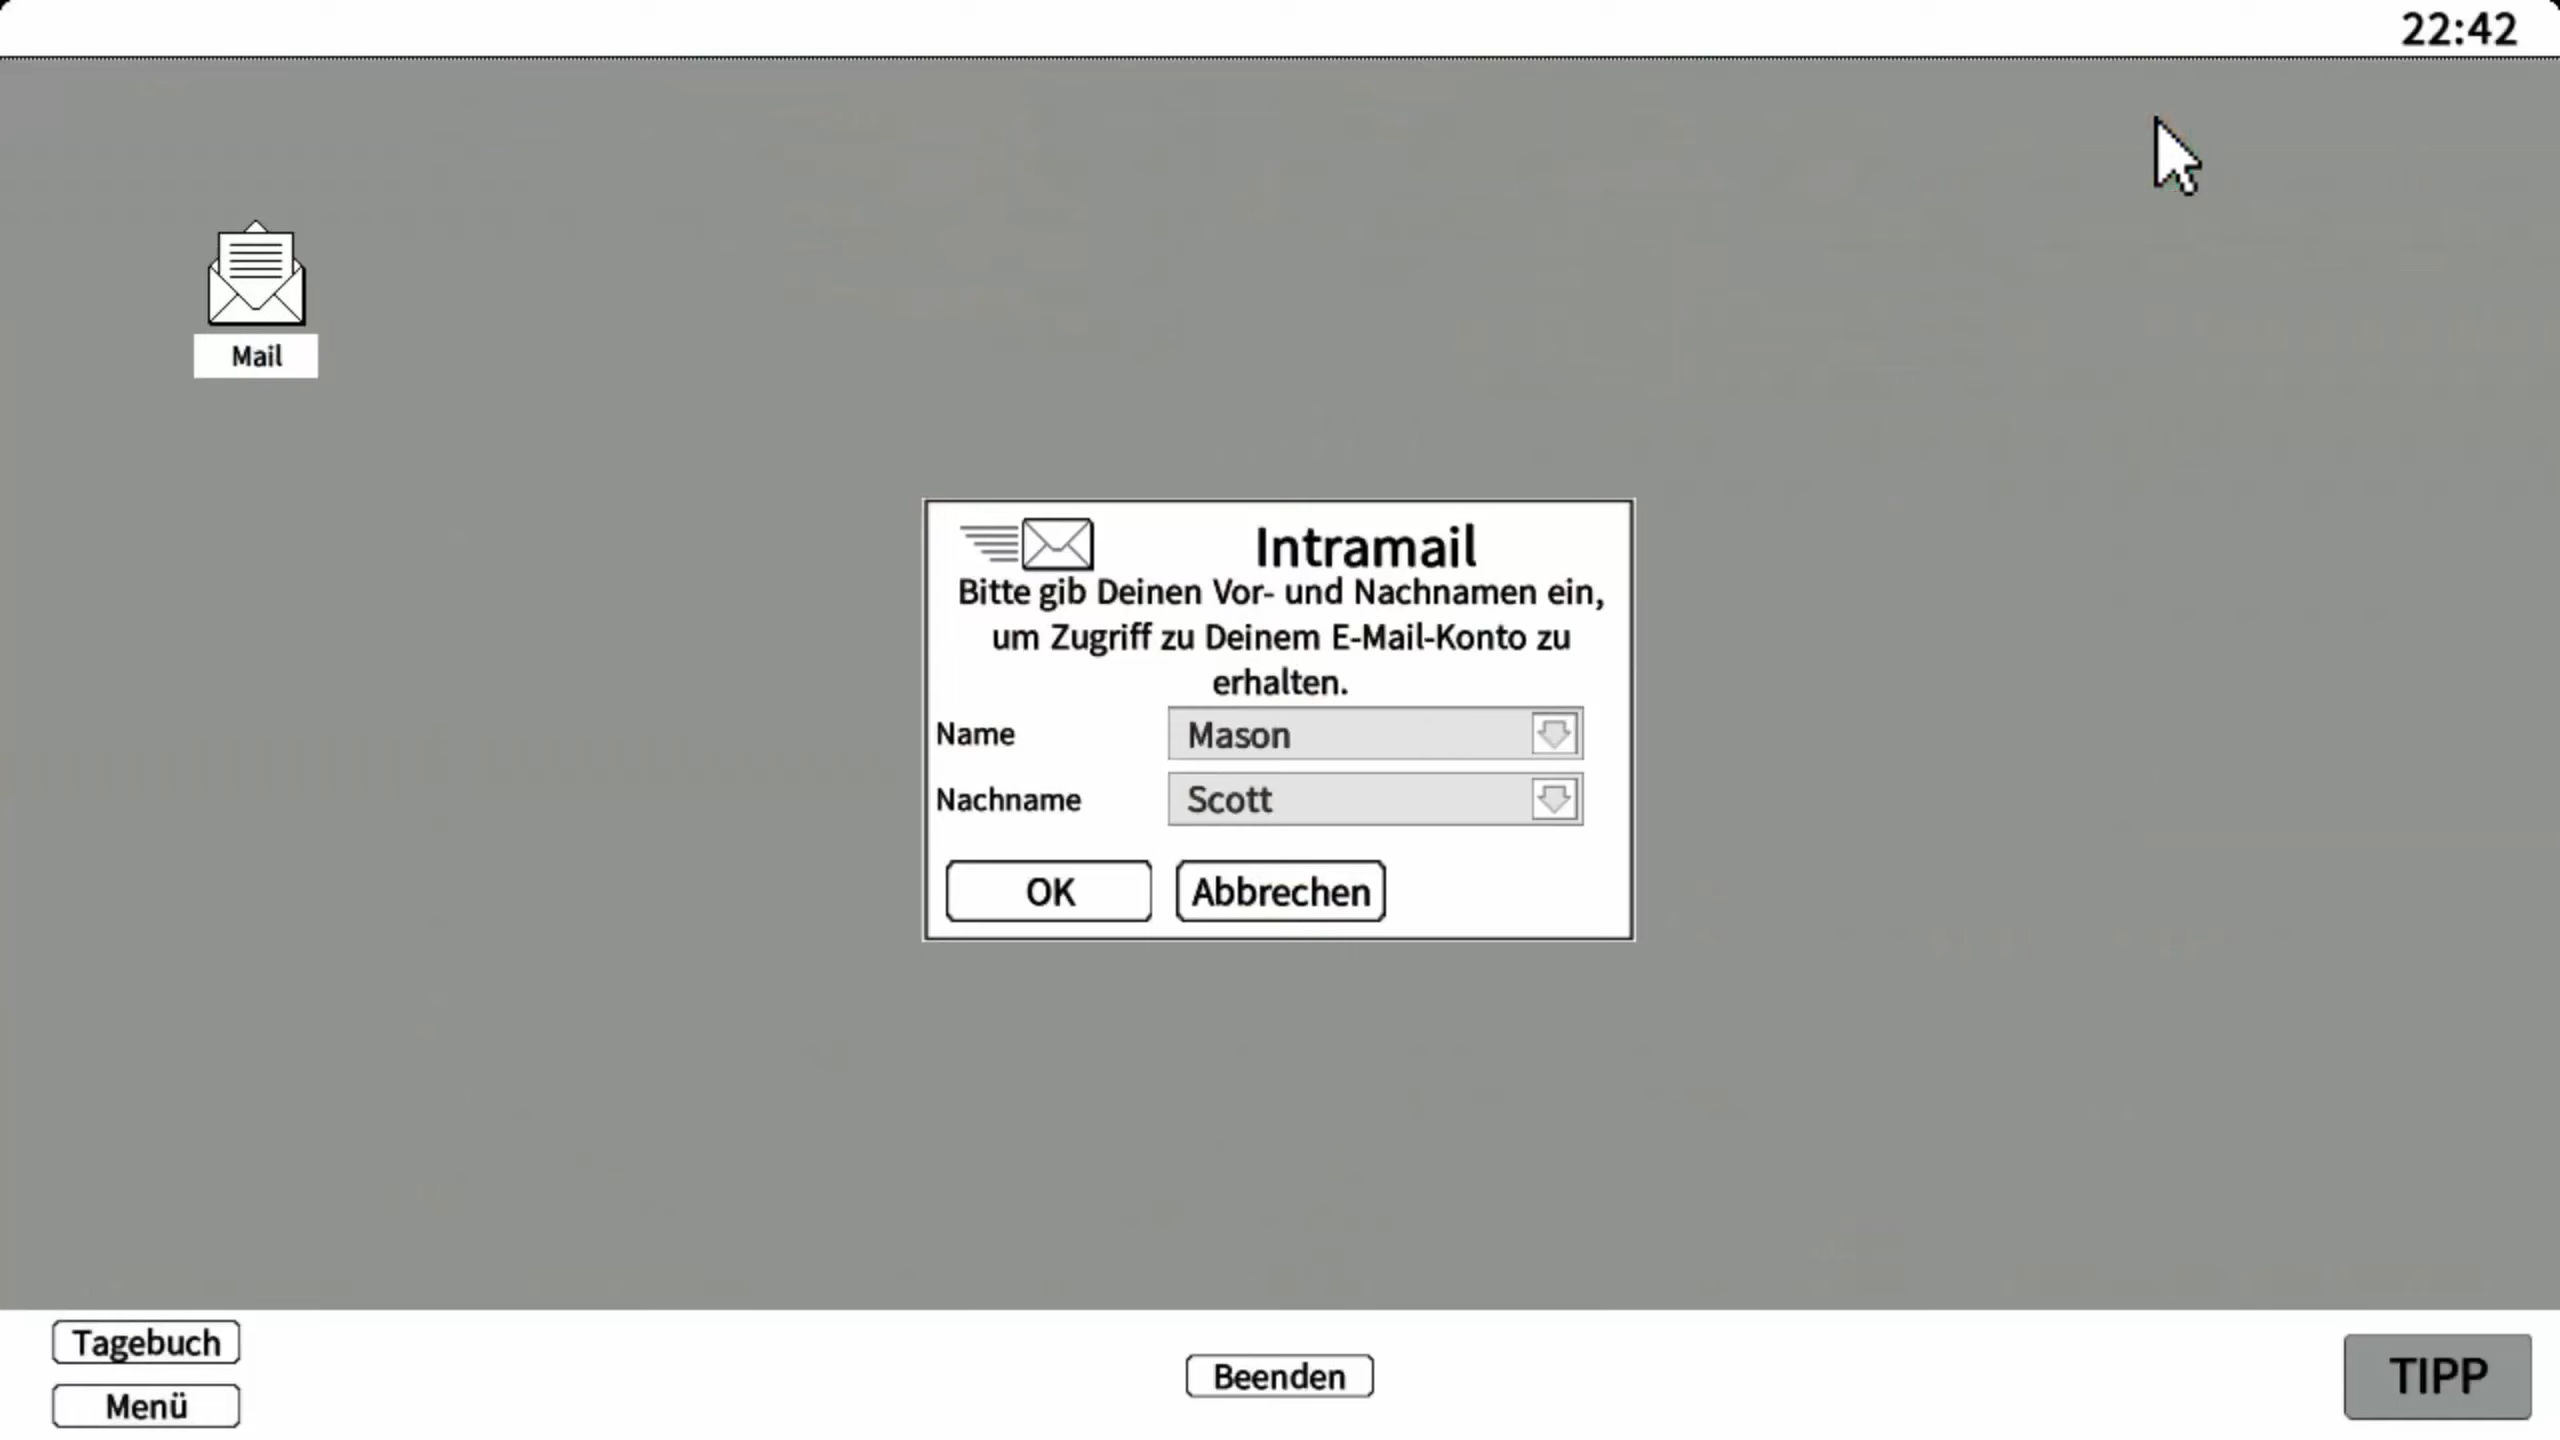 22:42
Mail
Intramail
Bitte gib Deinen Vor- und Nachnamen ein,
um Zugriff zu Deinem E-Mail-Konto zu
erhalten.
Name
Mason
Nachname
Scott
OK
Abbrechen
Tagebuch
Menü
Beenden
TIPP